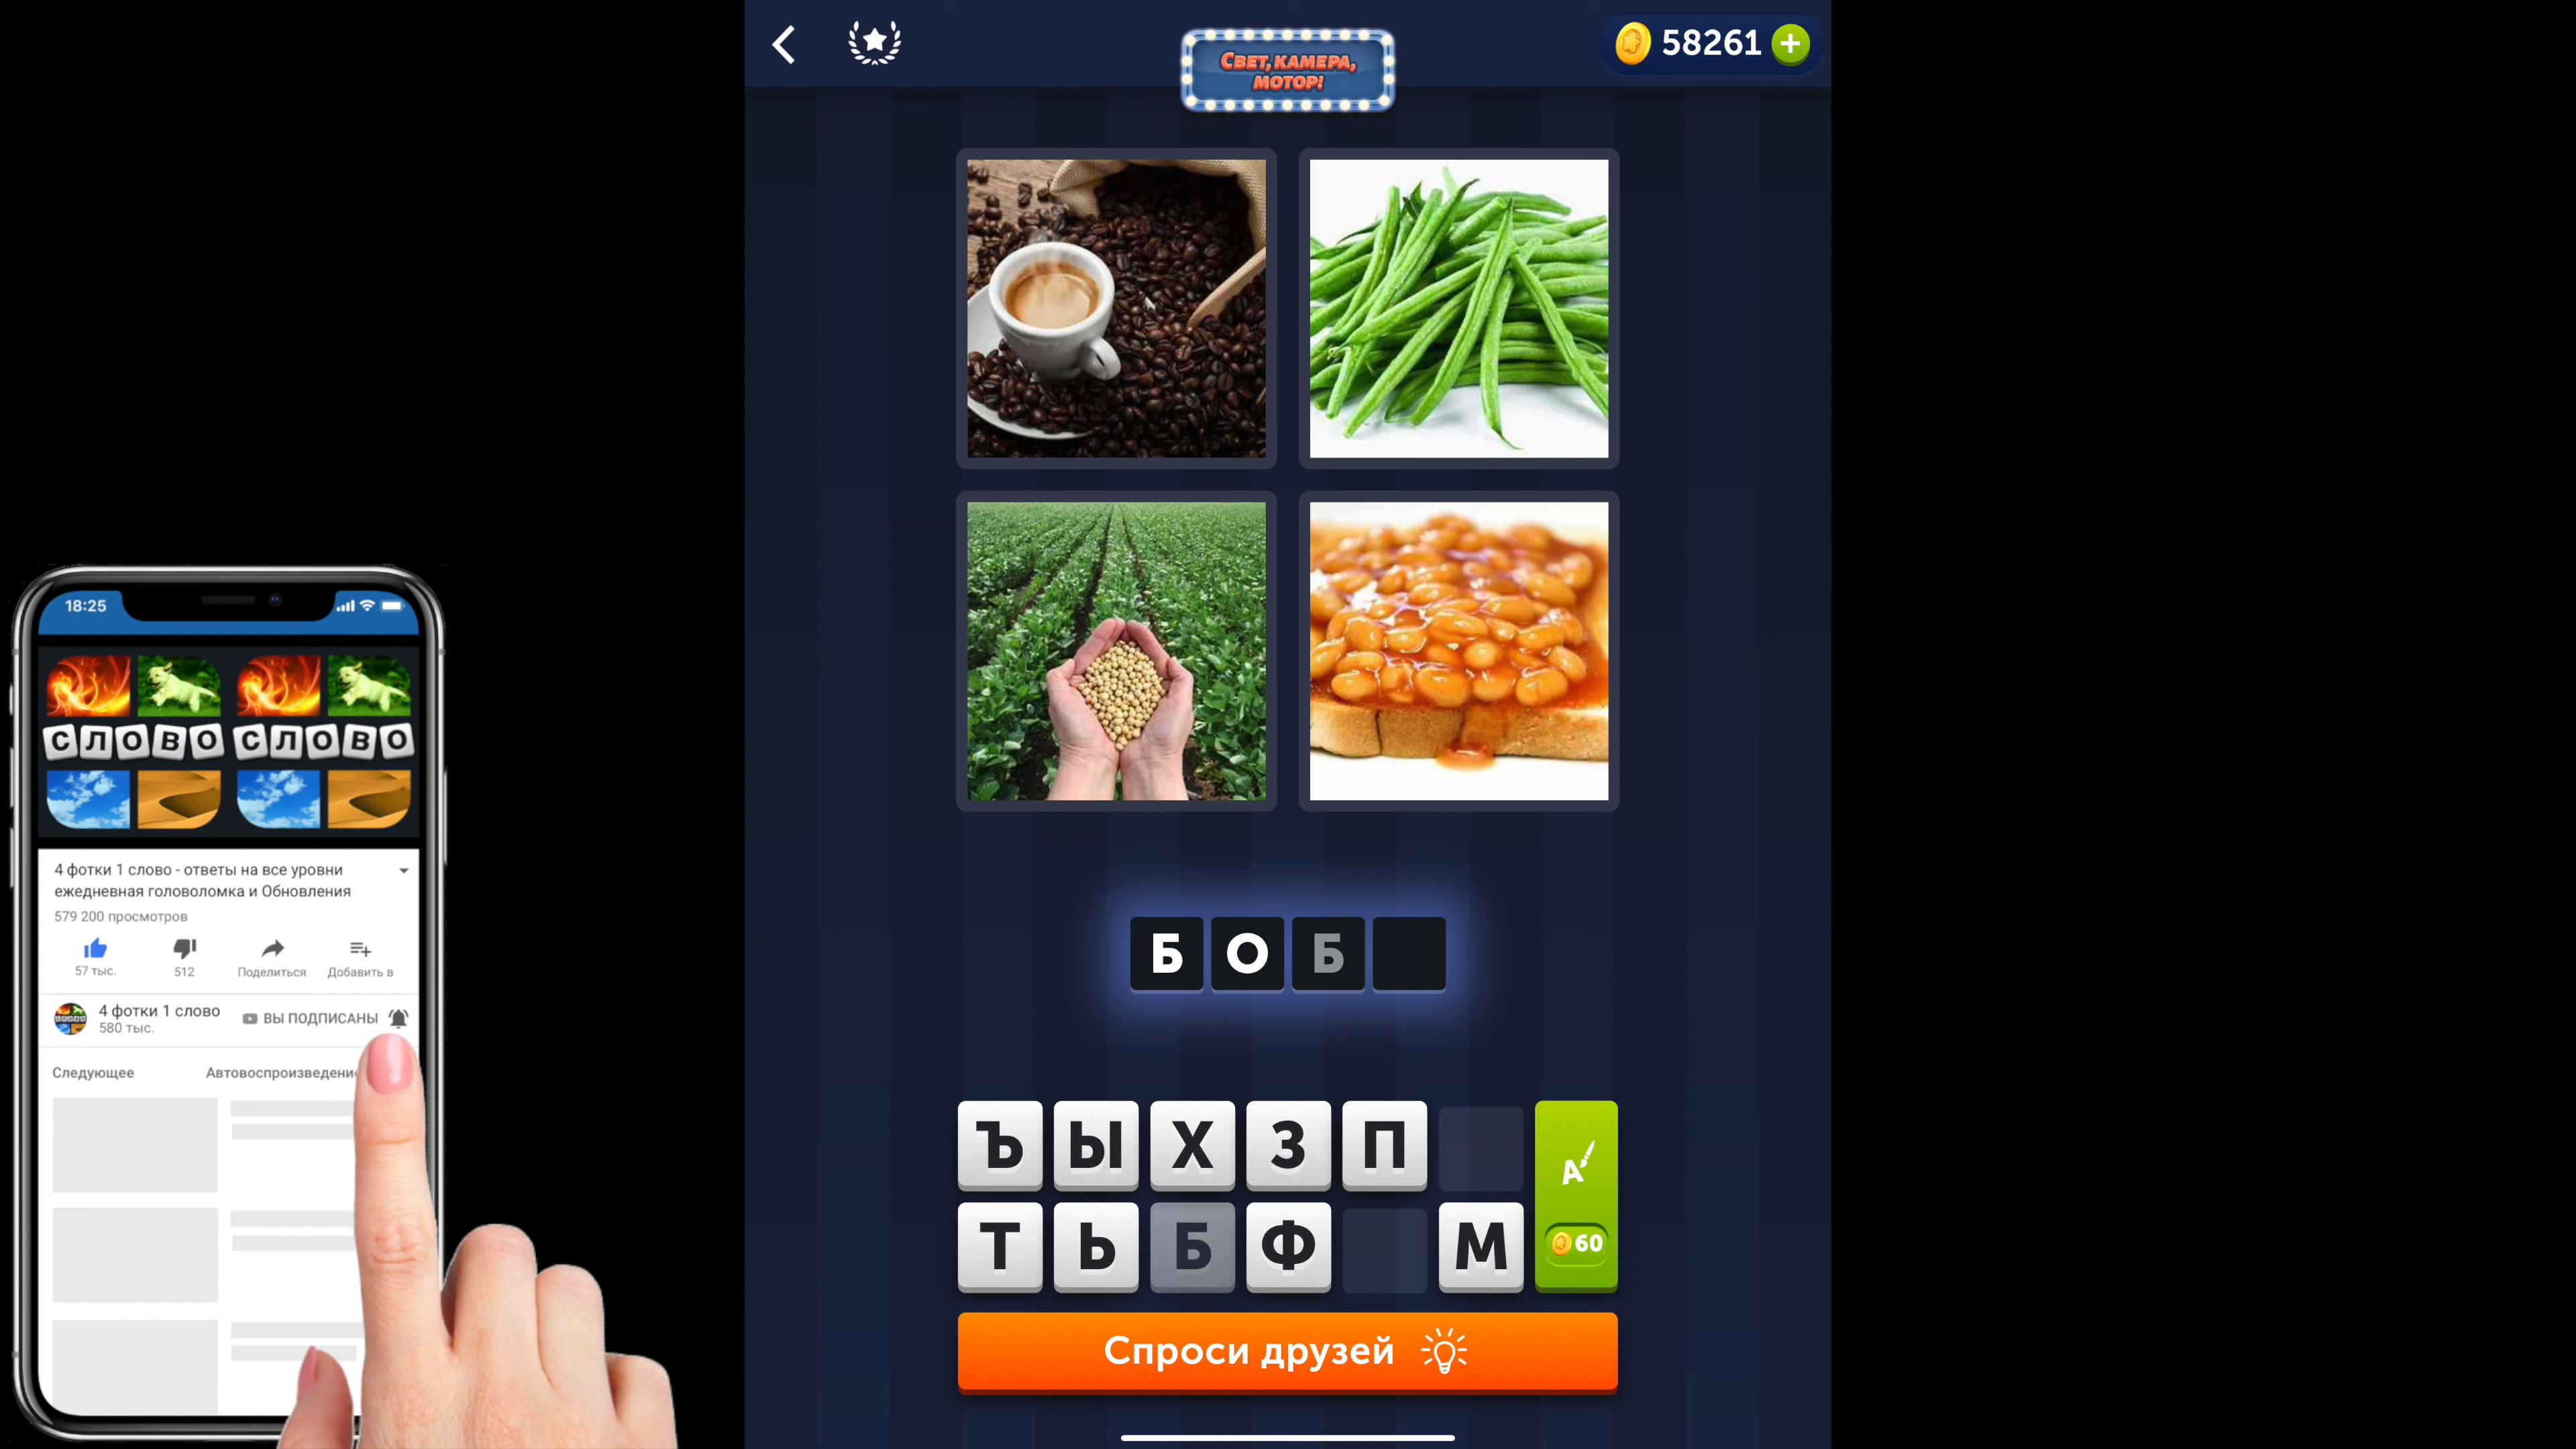 18:25
СЛОВО СЛОВО
4 фотки 1 слово - ответы на все уровни
ежедневная головоломка и Обновления
579 200 просмотров
57 тыс. 512 Поделиться Добавить в
4 фотки 1 слово ВЫ ПОДПИСАНЫ
580 тыс.
Следующее Автовоспроизведение
СВЕТ, КАМЕРА,
МОТОР!
58261
Б О Б
Ъ Ы Х З П
Т Ь Б Ф М
А
60
Спроси друзей